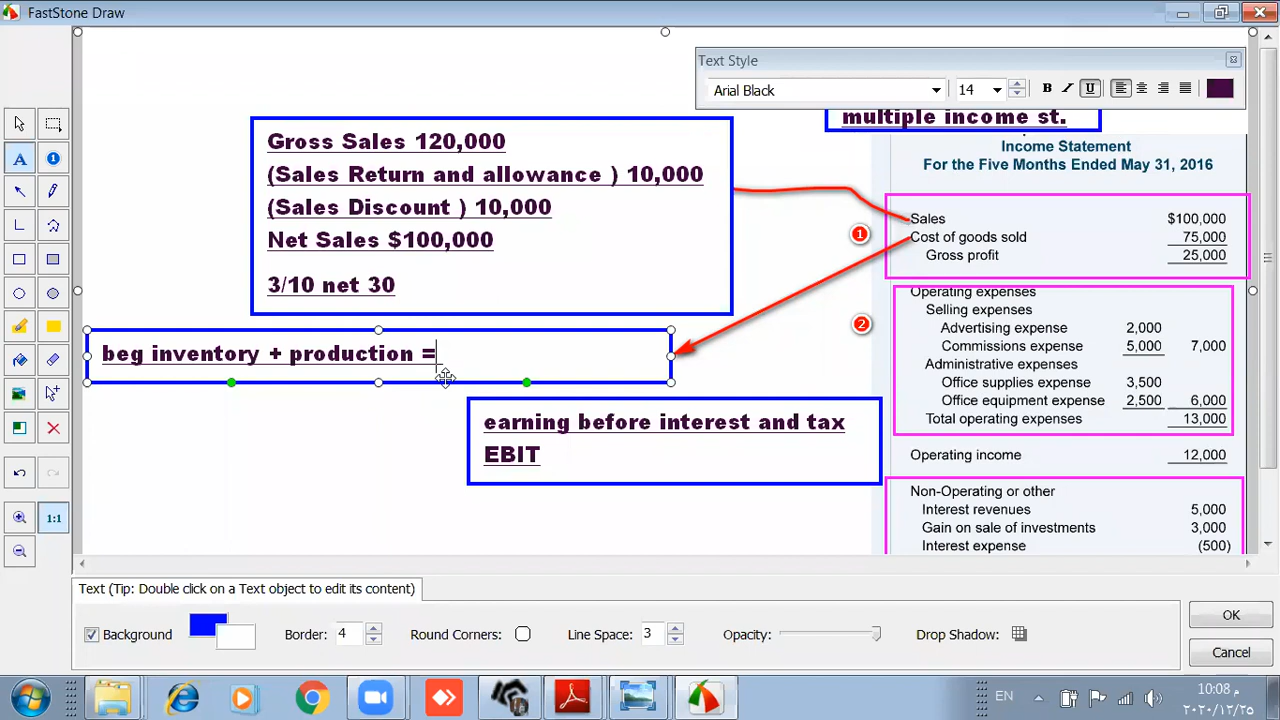 FastStone Draw
Text Style
Arial Black
14
B I U
multiple income st.
Gross Sales 120,000
(Sales Return and allowance ) 10,000
(Sales Discount ) 10,000
Net Sales $100,000
3/10 net 30
Income Statement
For the Five Months Ended May 31, 2016
Sales $100,000
1
Cost of goods sold 75,000
Gross profit 25,000
Operating expenses
Selling expenses
2
Advertising expense 2,000
Commissions expense 5,000 7,000
Administrative expenses
Office supplies expense 3,500
Office equipment expense 2,500 6,000
Total operating expenses 13,000
Operating income 12,000
Non-Operating or other
Interest revenues 5,000
Gain on sale of investments 3,000
Interest expense (500)
beg inventory + production =
earning before interest and tax
EBIT
A
1
1:1
Text (Tip: Double click on a Text object to edit its content)
Background
Border: 4
Round Corners:
Line Space: 3
Opacity:
Drop Shadow:
OK
Cancel
EN
10:08 م
٢٠٢٠/١٢/٢٥